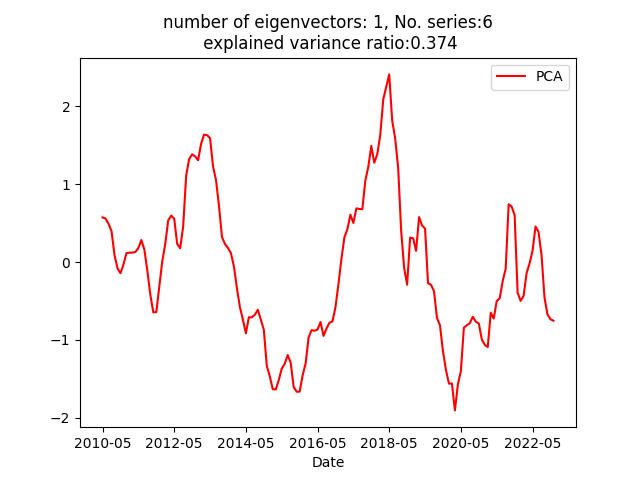 number of eigenvectors: 1, No. series:6
explained variance ratio:0.374
PCA
2
1
0
−1
−2
2010-05 2012-05 2014-05 2016-05 2018-05 2020-05 2022-05
Date